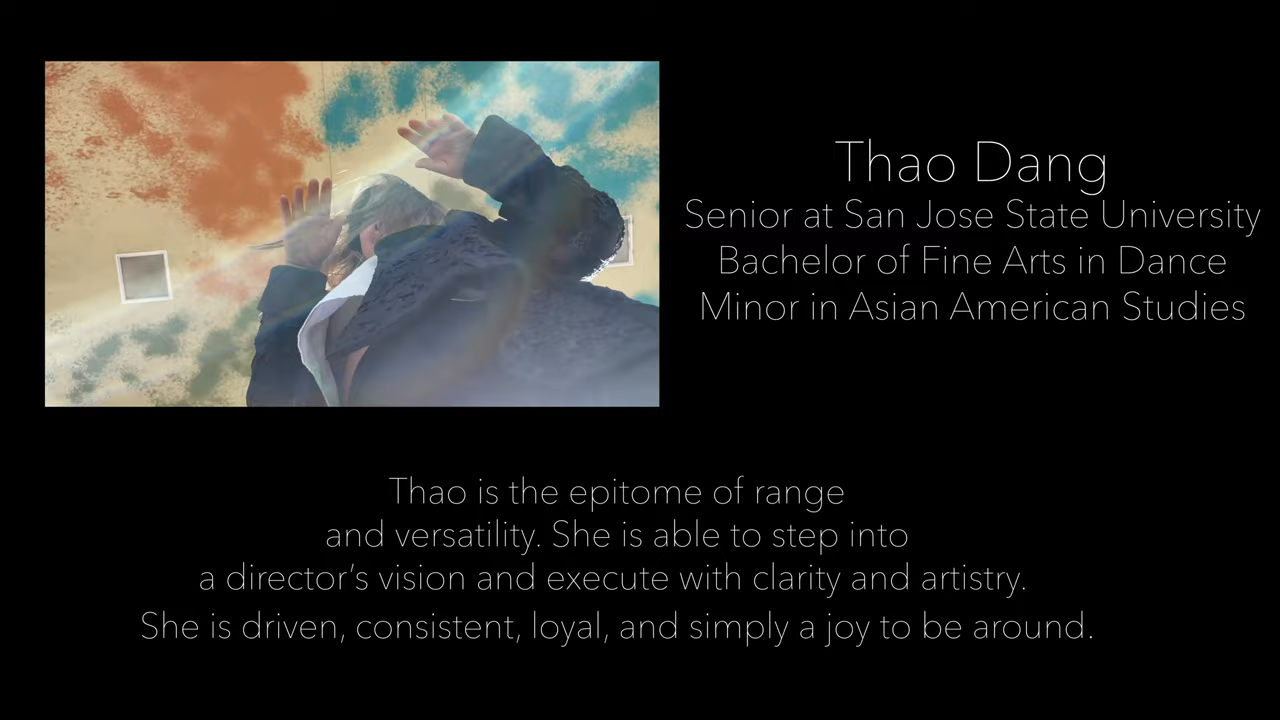 Thao Dang
Senior at San Jose State University
Bachelor of Fine Arts in Dance
Minor in Asian American Studies
Thao is the epitome of range
and versatility. She is able to step into
a director’s vision and execute with clarity and artistry.
She is driven, consistent, loyal, and simply a joy to be around.